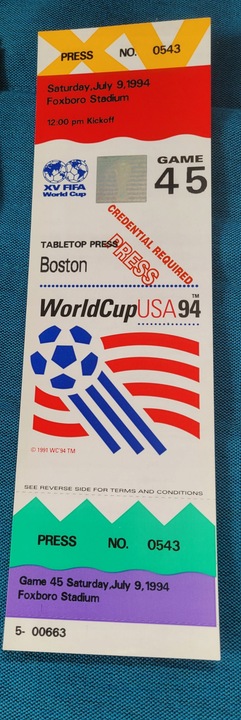 PRESS NO. 0543
Saturday,July 9,1994
Foxboro Stadium
12:00 pm Kickoff
XV FIFA
World Cup
GAME
45
CREDENTIAL REQUIRED
PRESS
TABLETOP PRESS
Boston
WorldCupUSA94™
© 1991 WC'94 TM
SEE REVERSE SIDE FOR TERMS AND CONDITIONS
PRESS NO. 0543
Game 45 Saturday,July 9,1994
Foxboro Stadium
5- 00663